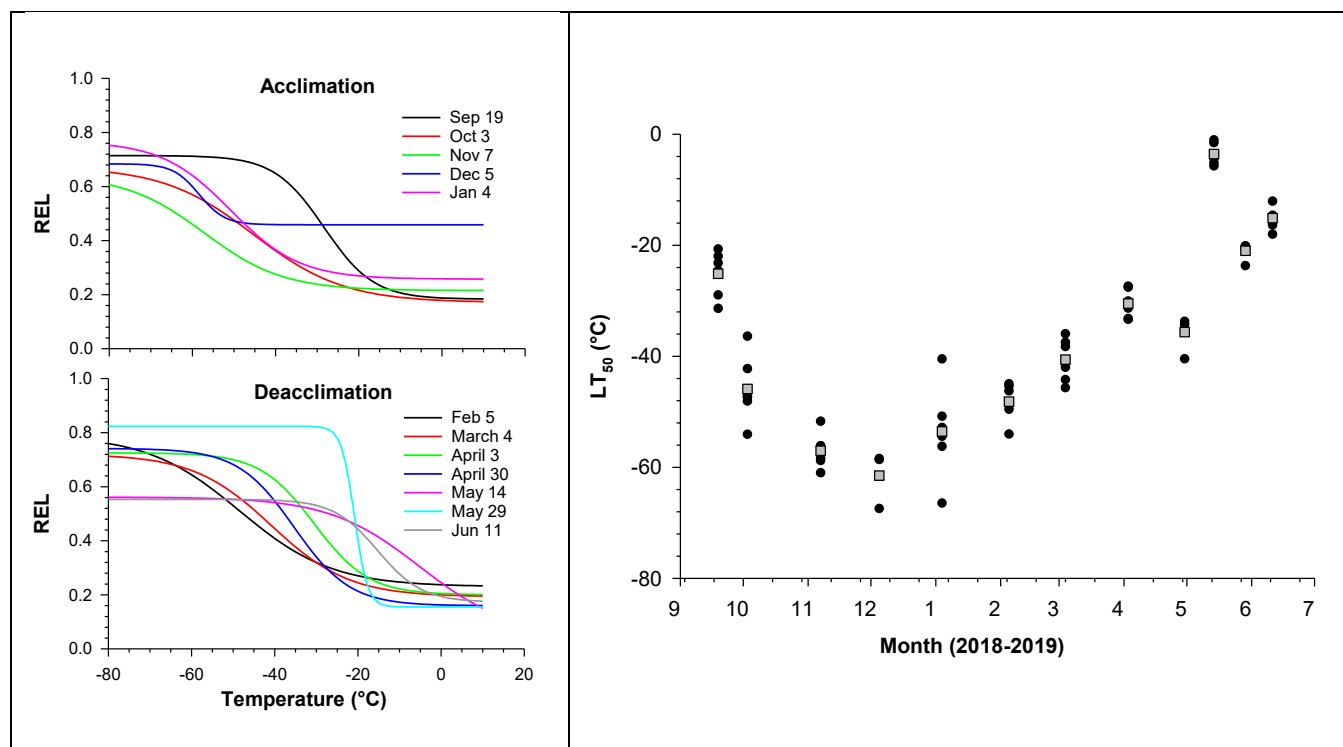 1.0
Acclimation
0.8
Sep 19
Oct 3
Nov 7
0.6
Dec 5
Jan 4
REL
0.4
0.2
0.0
1.0
Deacclimation
0.8
Feb 5
March 4
April 3
0.6
April 30
May 14
REL
May 29
0.4
Jun 11
0.2
0.0
-80 -60 -40 -20 0 20
Temperature (°C)
0
-20
LT50 (°C)
-40
-60
-80
9 10 11 12 1 2 3 4 5 6 7
Month (2018-2019)